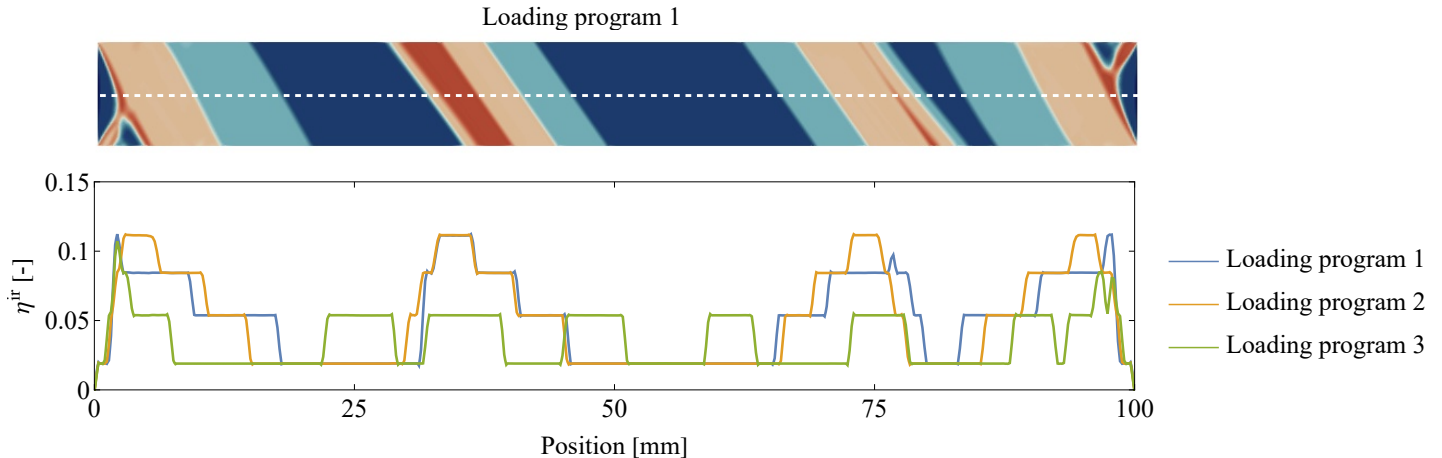 Loading program 1
0.15
0.1
0.05
0
η^ir [-]
0 25 50 75 100
Position [mm]
Loading program 1
Loading program 2
Loading program 3